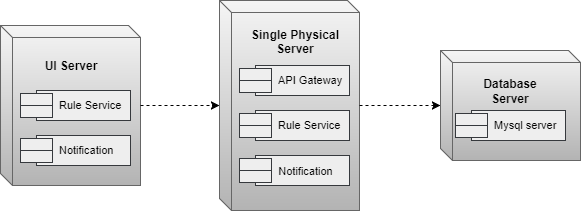 UI Server
Rule Service
Notification
Single Physical
Server
API Gateway
Rule Service
Notification
Database
Server
Mysql server